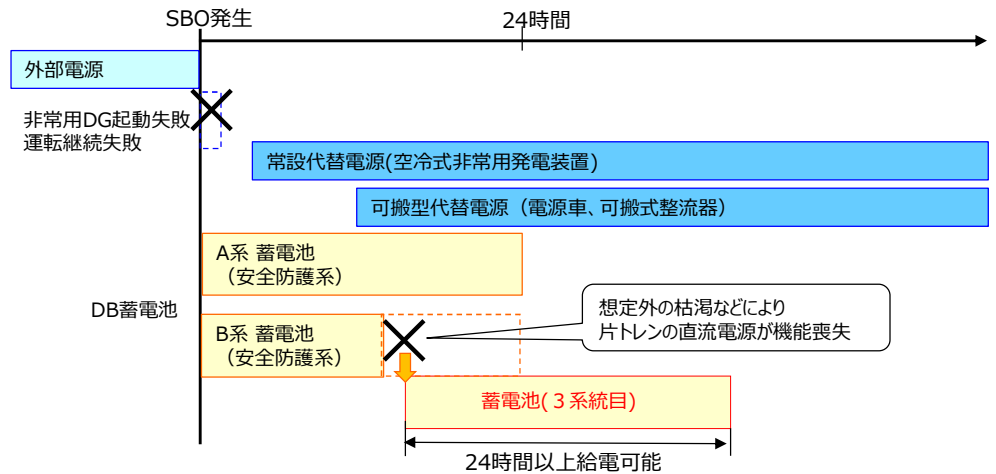 SBO発生
24時間
外部電源
非常用DG起動失敗
運転継続失敗
常設代替電源(空冷式非常用発電装置)
可搬型代替電源（電源車、可搬式整流器）
A系 蓄電池
（安全防護系）
DB蓄電池
B系 蓄電池
（安全防護系）
想定外の枯渇などにより
片トレンの直流電源が機能喪失
蓄電池(３系統目)
24時間以上給電可能